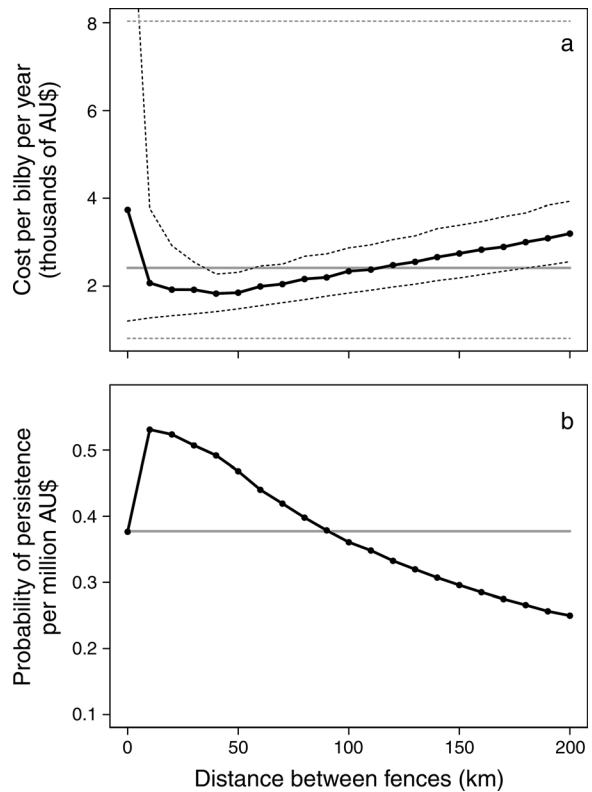 Cost per bilby per year
(thousands of AU$)
8
6
4
2
a
Probability of persistence
per million AU$
0.5
0.4
0.3
0.2
0.1
b
0
50
100
150
200
Distance between fences (km)